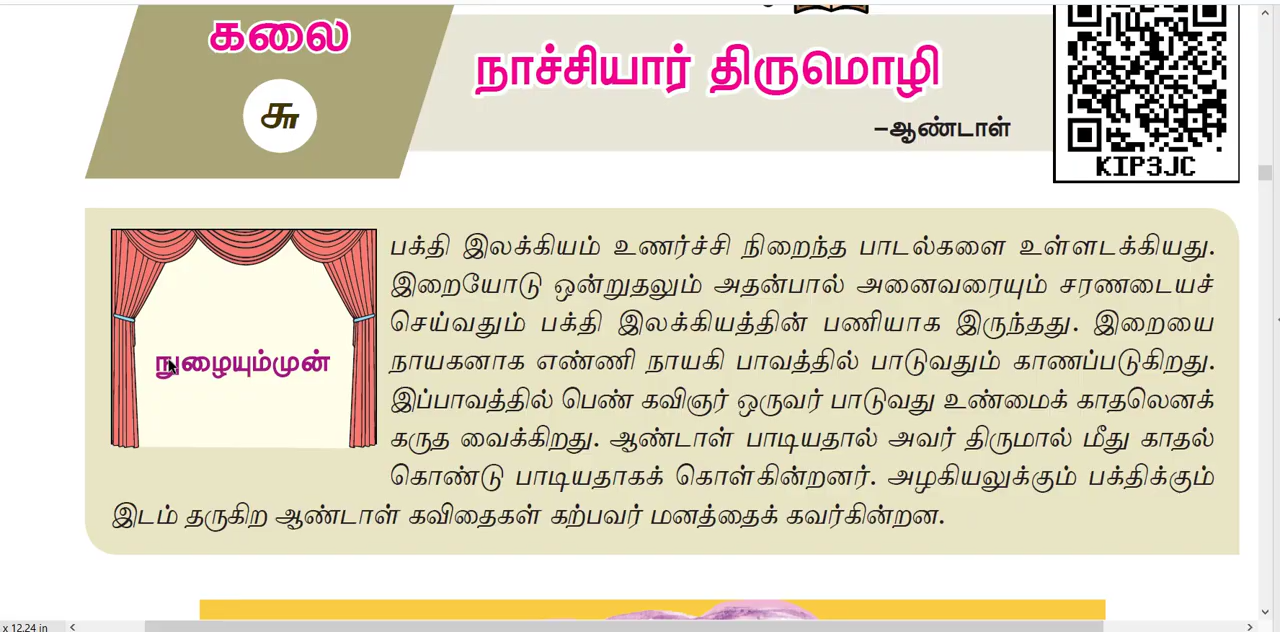 கலை
௬
நாச்சியார் திருமொழி
–ஆண்டாள்
KIP3JC
நுழையும்முன்
பக்தி இலக்கியம் உணர்ச்சி நிறைந்த பாடல்களை உள்ளடக்கியது.
இறையோடு ஒன்றுதலும் அதன்பால் அனைவரையும் சரணடையச்
செய்வதும் பக்தி இலக்கியத்தின் பணியாக இருந்தது. இறையை
நாயகனாக எண்ணி நாயகி பாவத்தில் பாடுவதும் காணப்படுகிறது.
இப்பாவத்தில் பெண் கவிஞர் ஒருவர் பாடுவது உண்மைக் காதலெனக்
கருத வைக்கிறது. ஆண்டாள் பாடியதால் அவர் திருமால் மீது காதல்
கொண்டு பாடியதாகக் கொள்கின்றனர். அழகியலுக்கும் பக்திக்கும்
இடம் தருகிற ஆண்டாள் கவிதைகள் கற்பவர் மனத்தைக் கவர்கின்றன.
x 12.24 in